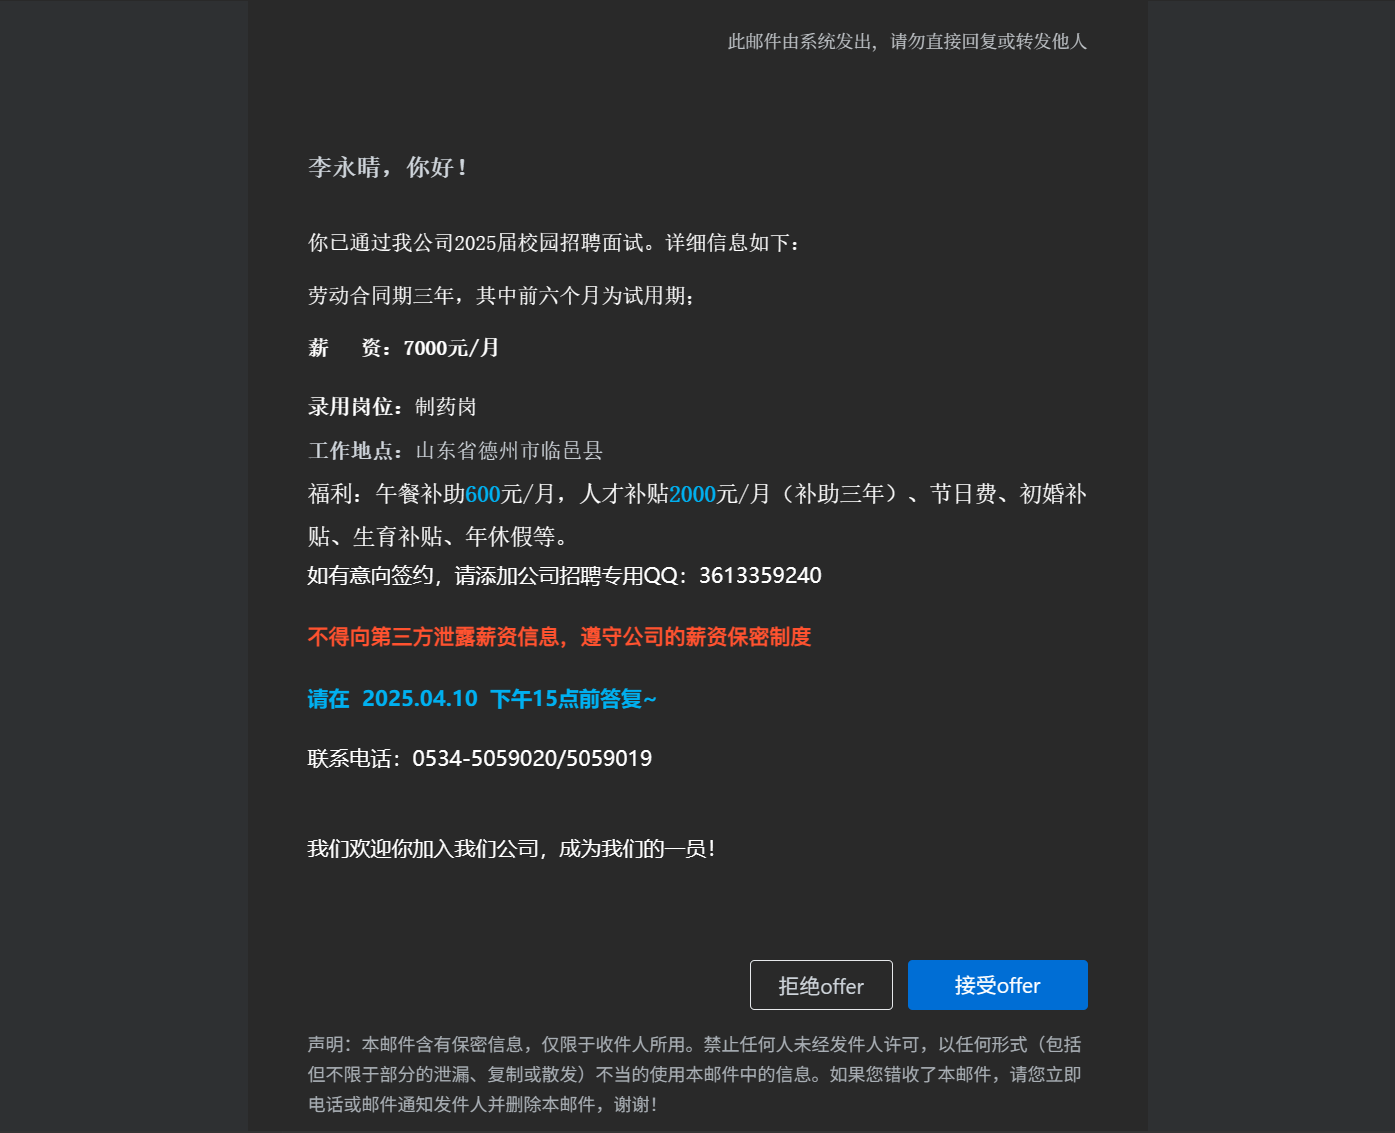 此邮件由系统发出，请勿直接回复或转发他人
李永晴，你好！
你已通过我公司2025届校园招聘面试。详细信息如下：
劳动合同期三年，其中前六个月为试用期；
薪　资：7000元/月
录用岗位：制药岗
工作地点：山东省德州市临邑县
福利：午餐补助600元/月，人才补贴2000元/月（补助三年）、节日费、初婚补
贴、生育补贴、年休假等。
如有意向签约，请添加公司招聘专用QQ：3613359240
不得向第三方泄露薪资信息，遵守公司的薪资保密制度
请在 2025.04.10 下午15点前答复~
联系电话：0534-5059020/5059019
我们欢迎你加入我们公司，成为我们的一员！
拒绝offer 接受offer
声明：本邮件含有保密信息，仅限于收件人所用。禁止任何人未经发件人许可，以任何形式（包括
但不限于部分的泄漏、复制或散发）不当的使用本邮件中的信息。如果您错收了本邮件，请您立即
电话或邮件通知发件人并删除本邮件，谢谢！